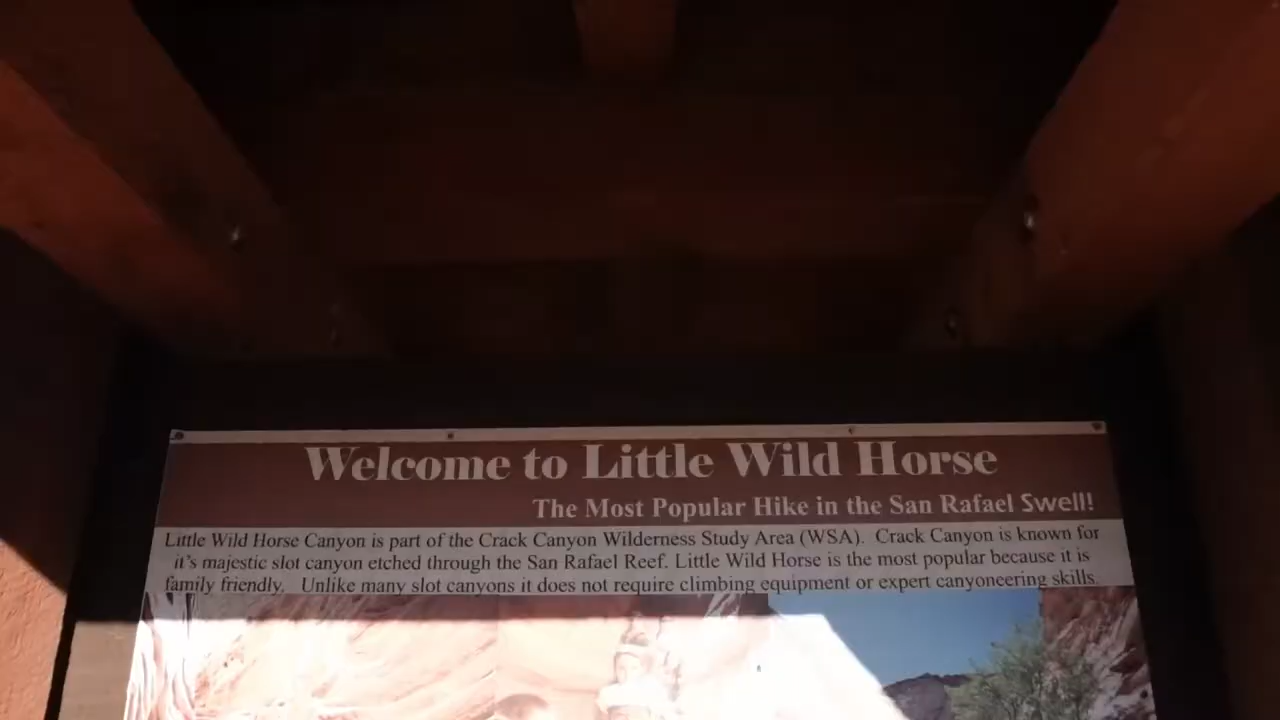 Welcome to Little Wild Horse
The Most Popular Hike in the San Rafael Swell!
Little Wild Horse Canyon is part of the Crack Canyon Wilderness Study Area (WSA).  Crack Canyon is known for
it's majestic slot canyon etched through the San Rafael Reef. Little Wild Horse is the most popular because it is
family friendly.   Unlike many slot canyons it does not require climbing equipment or expert canyoneering skills.